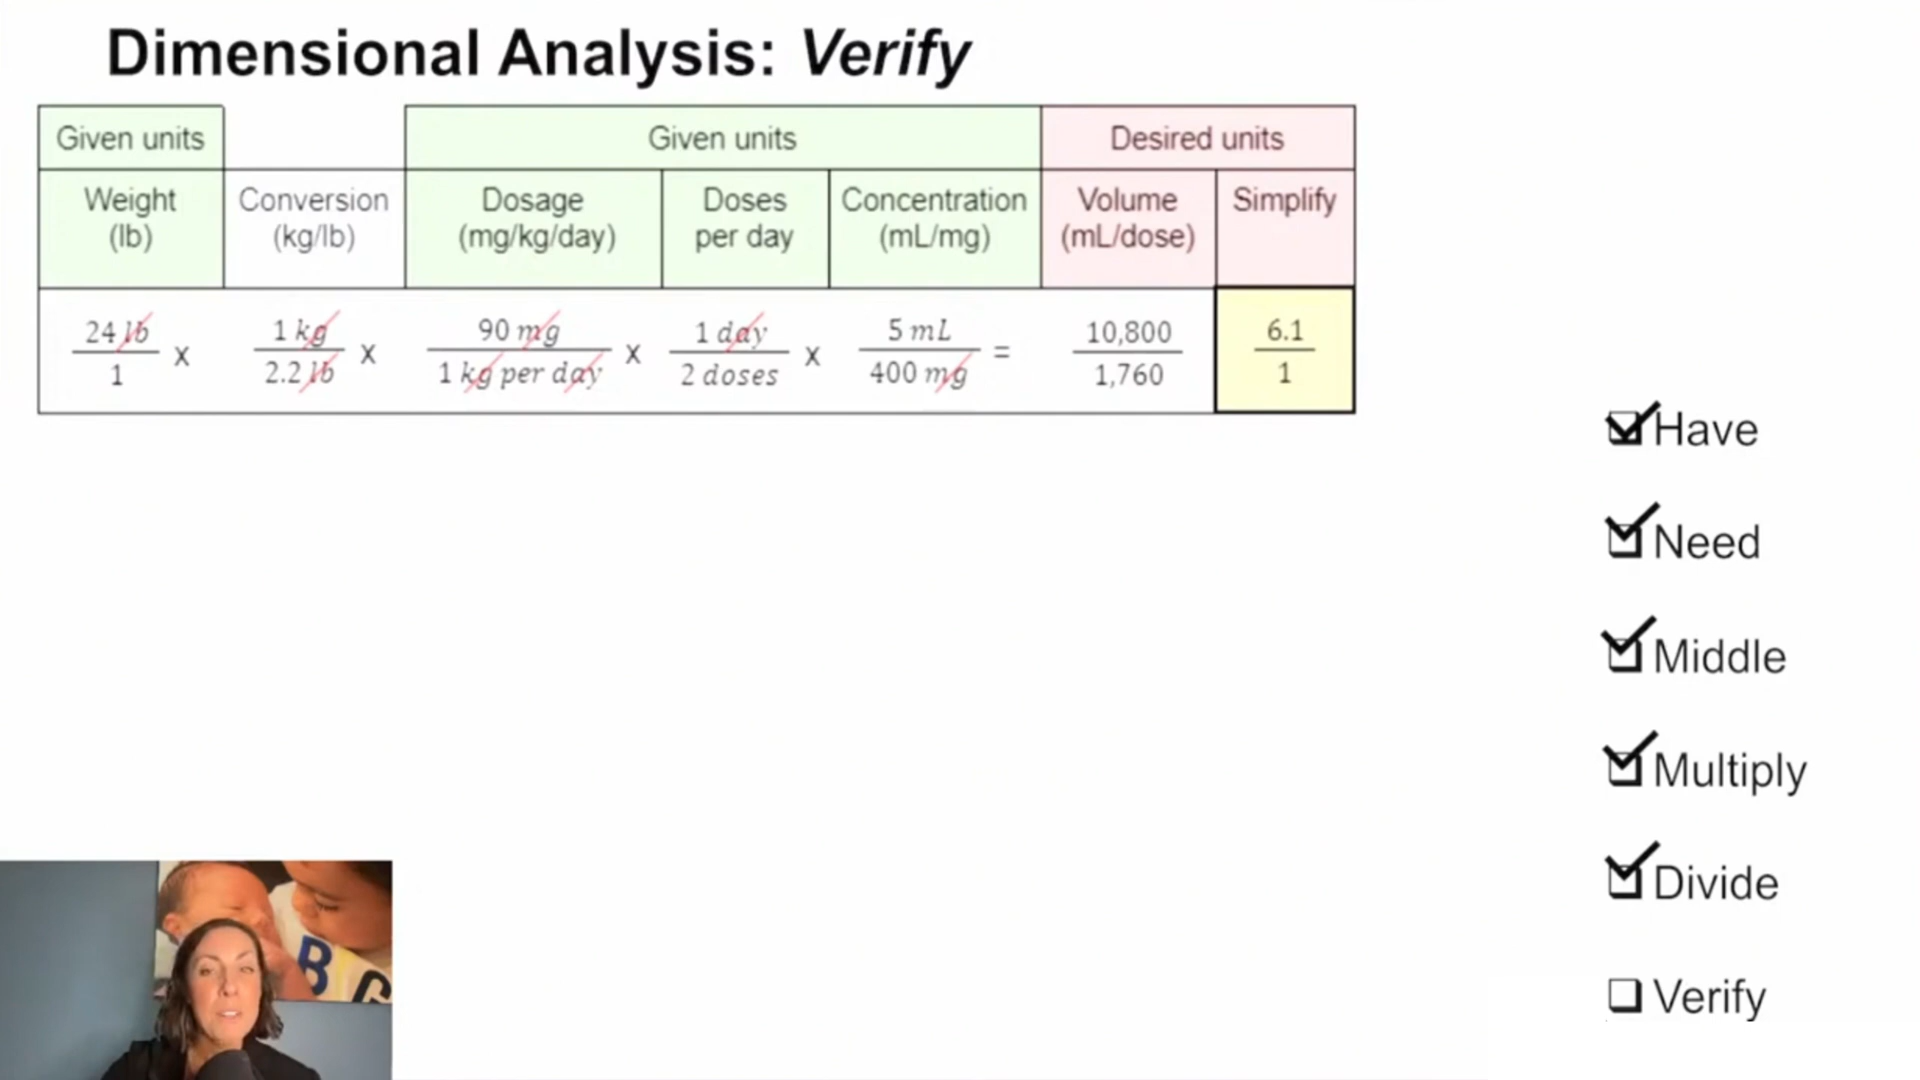 Dimensional Analysis: Verify
Given units Given units Desired units
Weight Conversion Dosage Doses Concentration Volume Simplify
(lb) (kg/lb) (mg/kg/day) per day (mL/mg) (mL/dose)
24 lb 1 kg 90 mg 1 day 5 mL 10,800 6.1
x x x x =
1 2.2 lb 1 kg per day 2 doses 400 mg 1,760 1
Have
Need
Middle
Multiply
Divide
Verify
B